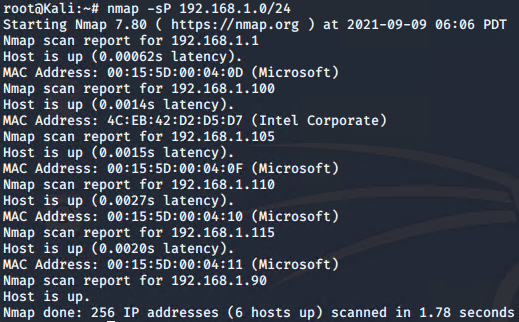 root@Kali:~# nmap -sP 192.168.1.0/24
Starting Nmap 7.80 ( https://nmap.org ) at 2021-09-09 06:06 PDT
Nmap scan report for 192.168.1.1
Host is up (0.00062s latency).
MAC Address: 00:15:5D:00:04:0D (Microsoft)
Nmap scan report for 192.168.1.100
Host is up (0.0014s latency).
MAC Address: 4C:EB:42:D2:D5:D7 (Intel Corporate)
Nmap scan report for 192.168.1.105
Host is up (0.0015s latency).
MAC Address: 00:15:5D:00:04:0F (Microsoft)
Nmap scan report for 192.168.1.110
Host is up (0.0027s latency).
MAC Address: 00:15:5D:00:04:10 (Microsoft)
Nmap scan report for 192.168.1.115
Host is up (0.0020s latency).
MAC Address: 00:15:5D:00:04:11 (Microsoft)
Nmap scan report for 192.168.1.90
Host is up.
Nmap done: 256 IP addresses (6 hosts up) scanned in 1.78 seconds